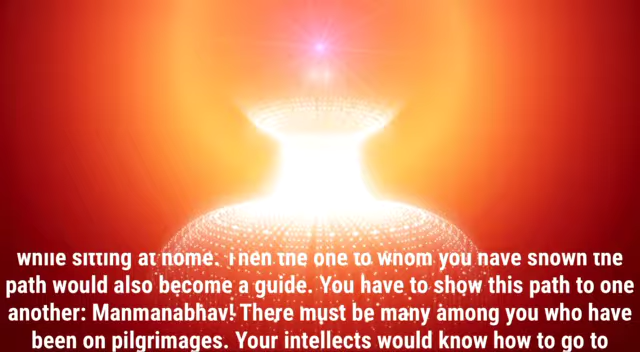 while sitting at home. Then the one to whom you have shown the
path would also become a guide. You have to show this path to one
another: Manmanabhav! There must be many among you who have
been on pilgrimages. Your intellects would know how to go to